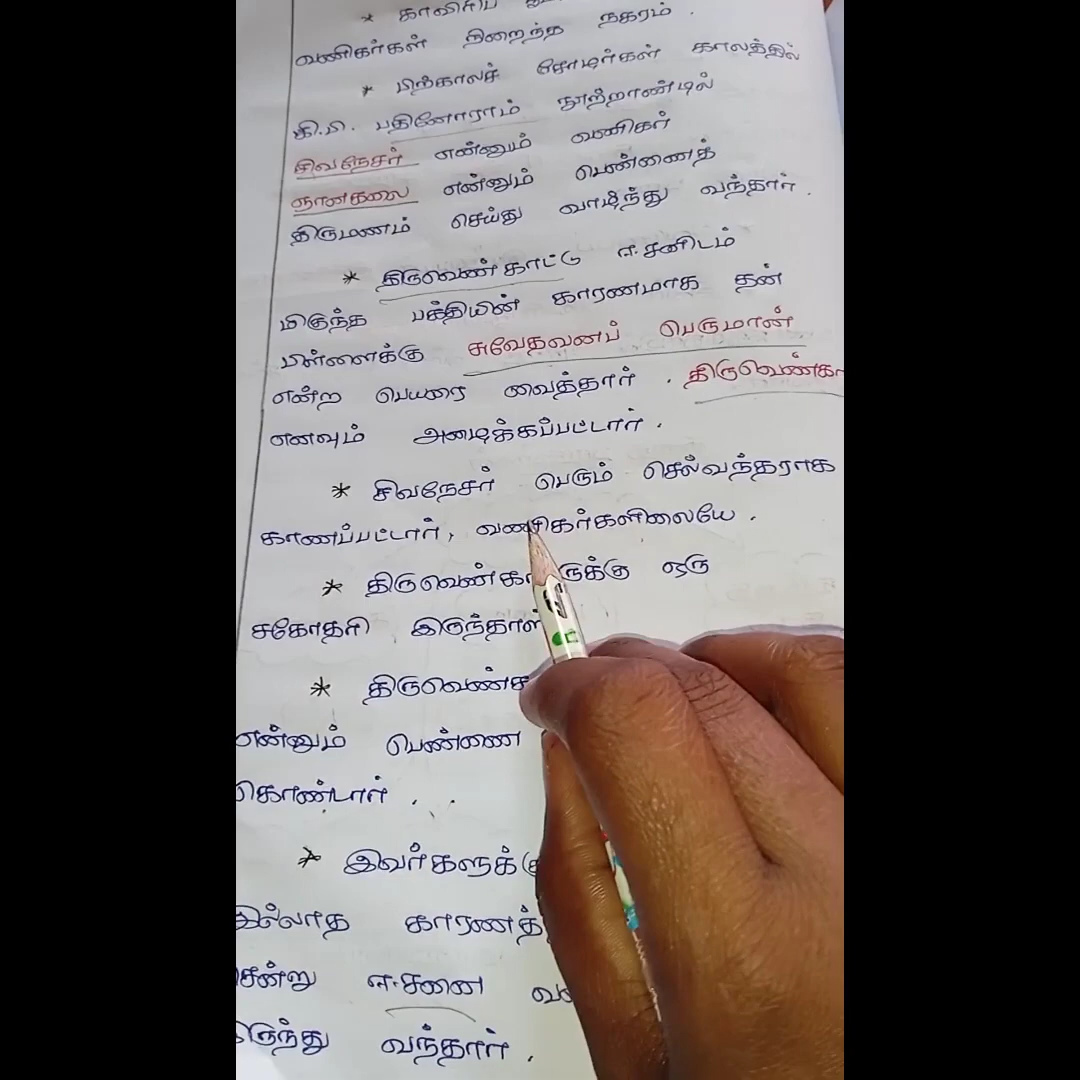 * காவிரிப்
வணிகர்கள் நிறைந்த நகரம் .
* பிற்காலச் சோழர்கள் காலத்தில்
கி.பி. பதினோராம் நூற்றாண்டில்
சிவநேசர் என்னும் வணிகர்
ஞானகலை என்னும் பெண்ணைத்
திருமணம் செய்து வாழ்ந்து வந்தார் .
* திருவெண்காட்டு ஈசனிடம்
மிகுந்த பக்தியின் காரணமாக தன்
பிள்ளைக்கு சுவேதவனப் பெருமான்
என்ற பெயரை வைத்தார் . திருவெண்கா
எனவும் அழைக்கப்பட்டார் .
* சிவநேசர் பெரும் செல்வந்தராக
காணப்பட்டார் , வணிகர்களிலையே .
* திருவெண்கா ருக்கு ஒரு
சகோதரி இருந்தாள்
* திருவெண்க
என்னும் பெண்ணை
கொண்டார் . .
* இவர்களுக்கு
இல்லாத காரணத்
சென்று ஈசனை
இருந்து வந்தார் .